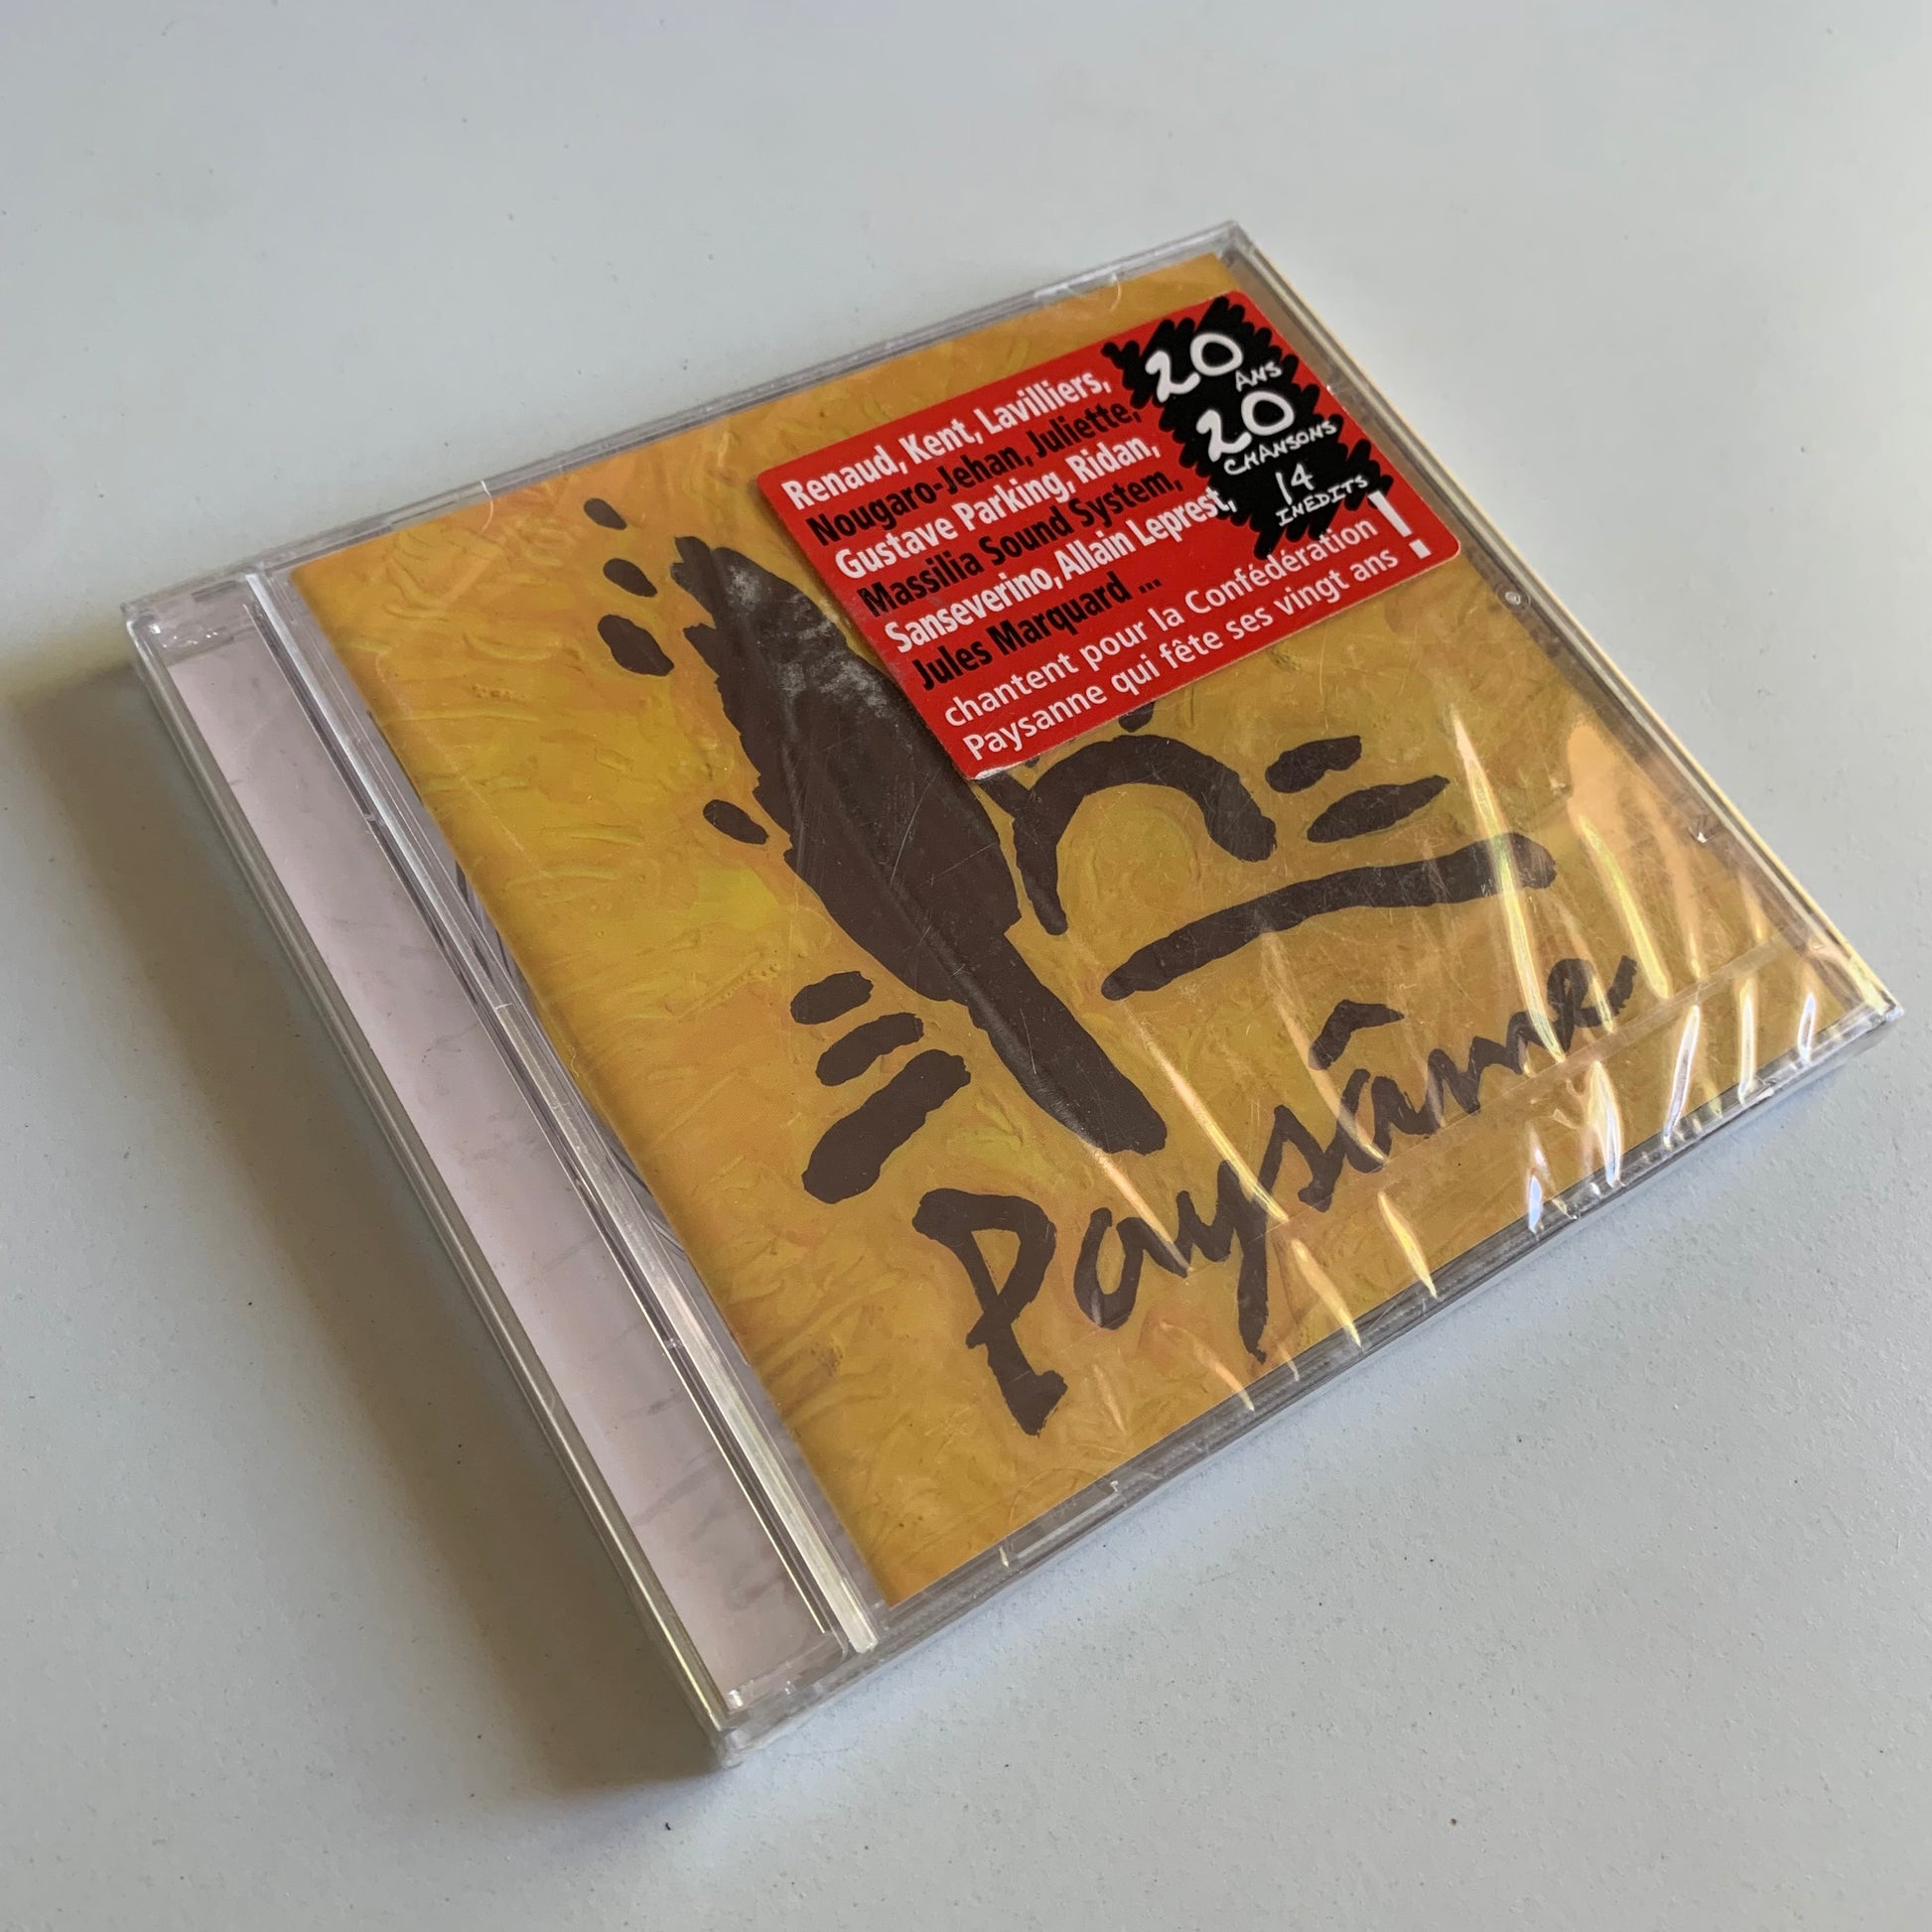 Renaud, Kent, Lavilliers,
Nougaro-Jehan, Juliette,
Gustave Parking, Ridan,
Massilia Sound System,
Sanseverino, Allain Leprest,
Jules Marquard ...
chantent pour la Confédération
Paysanne qui fête ses vingt ans !
20
ANS
20
CHANSONS
14
INEDITS
Paysâme